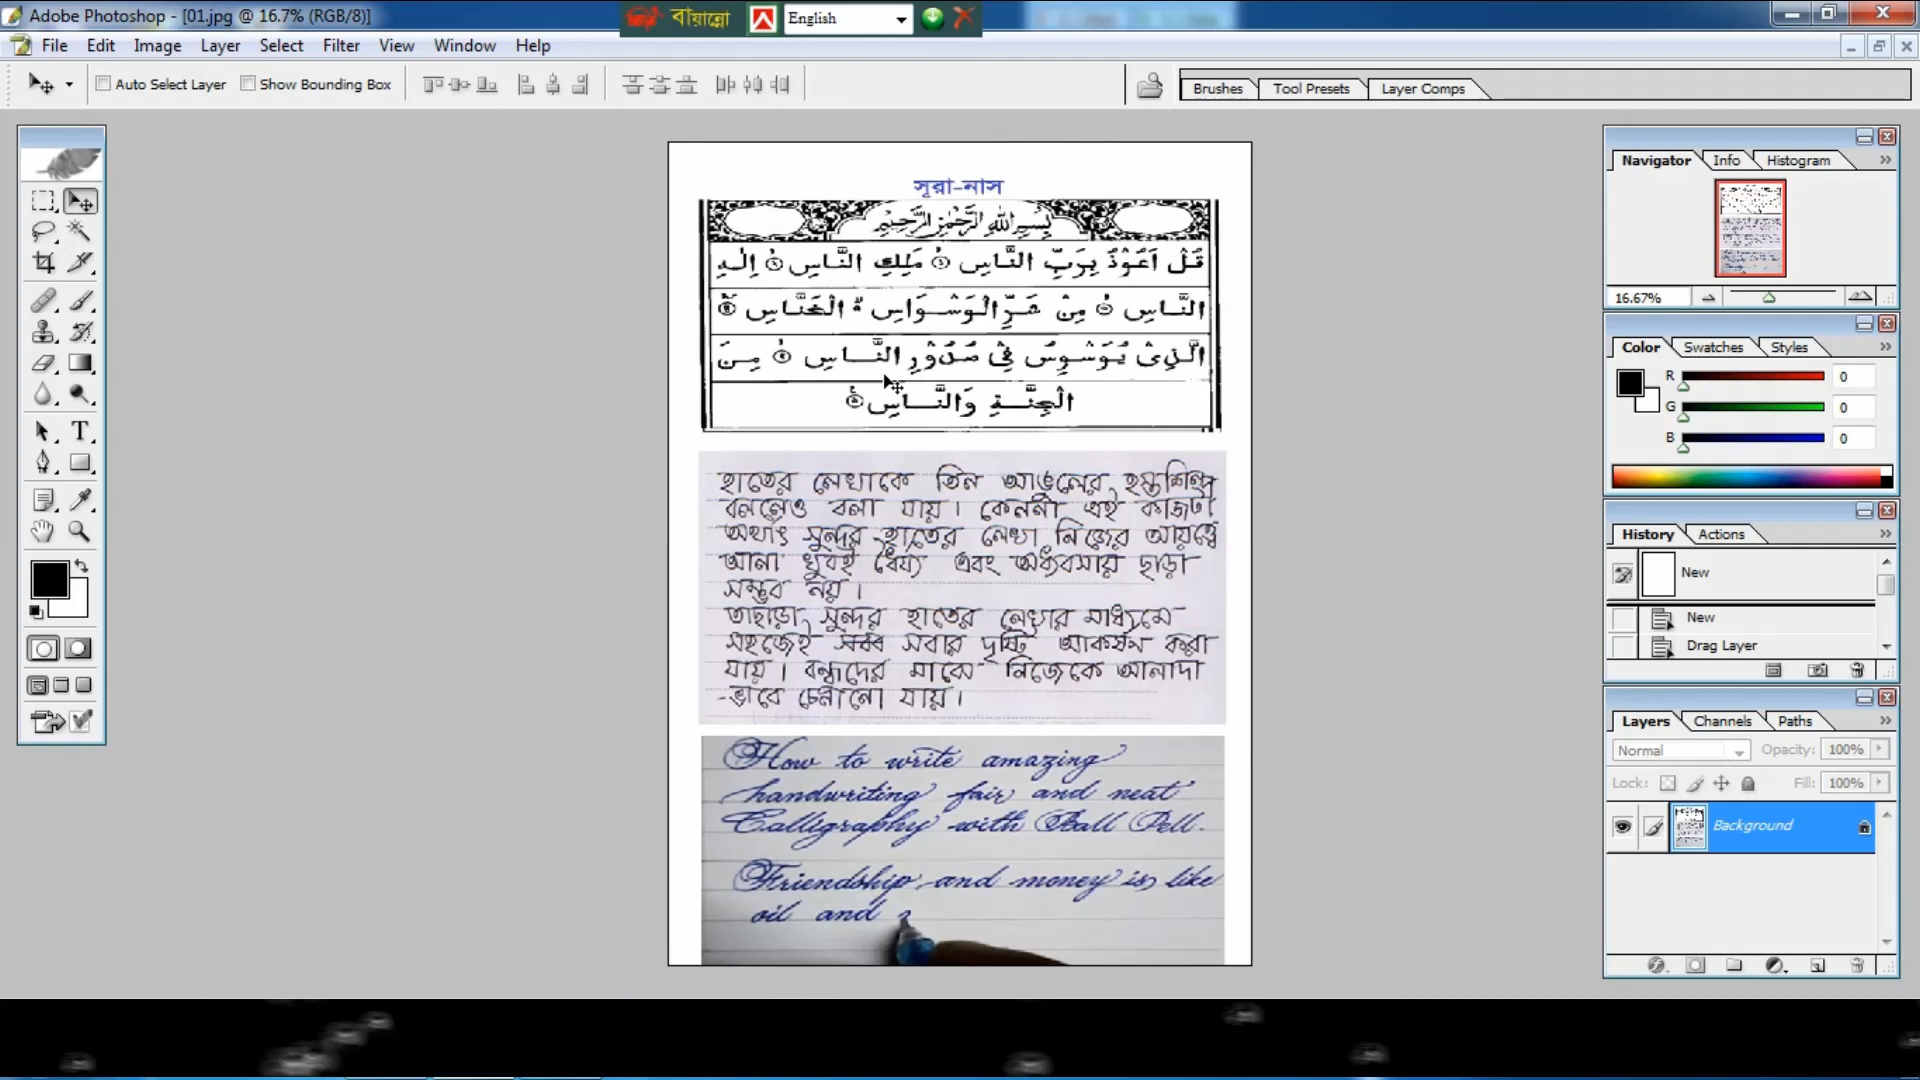 Adobe Photoshop - [01.jpg @ 16.7% (RGB/8)]
বায়ান্নো
English
File Edit Image Layer Select Filter View Window Help
Auto Select Layer Show Bounding Box
Brushes Tool Presets Layer Comps
সূরা-নাস
بِسْمِ اللهِ الرَّحْمٰنِ الرَّحِيْمِ
قُلْ اَعُوْذُ بِرَبِّ النَّاسِ مَلِكِ النَّاسِ اِلٰهِ
النَّاسِ مِنْ شَرِّ الْوَسْوَاسِ الْخَنَّاسِ
الَّذِىْ يُوَسْوِسُ فِىْ صُدُوْرِ النَّاسِ مِنَ
الْجِنَّةِ وَالنَّاسِ
হাতের লেখাকে তিন আঙুলের হস্তশিল্প
বললেও বলা যায়। কেননা এই কাজটা
অর্থাৎ সুন্দর হাতের লেখা নিজের আয়ত্বে
আনা খুবই ধৈর্য্য এবং অধ্যবসায় ছাড়া
সম্ভব নয়।
তাছাড়া সুন্দর হাতের লেখার মাধ্যমে
সহজেই সবার দৃষ্টি আকর্ষন করা
যায়। বন্ধুদের মাঝে নিজেকে আলাদা
ভাবে চেনানো যায়।
How to write amazing
handwriting fair and neat
Calligraphy with Ball Pell.
Friendship and money is like
oil and
Navigator Info Histogram
16.67%
Color Swatches Styles
R 0
G 0
B 0
History Actions
New
New
Drag Layer
Layers Channels Paths
Normal Opacity: 100%
Lock: Fill: 100%
Background